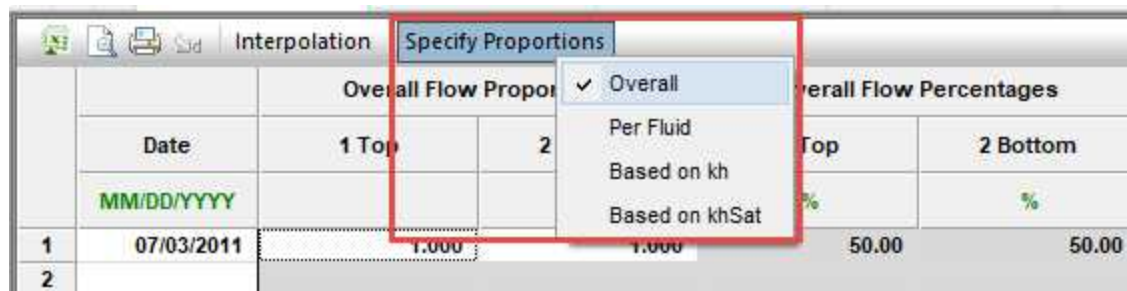 Interpolation Specify Proportions
Overall Flow Propor verall Flow Percentages
Overall
Per Fluid
Based on kh
Based on khSat
Date 1 Top 2 Top 2 Bottom
MM/DD/YYYY % %
1 07/03/2011 1.000 1.000 50.00 50.00
2